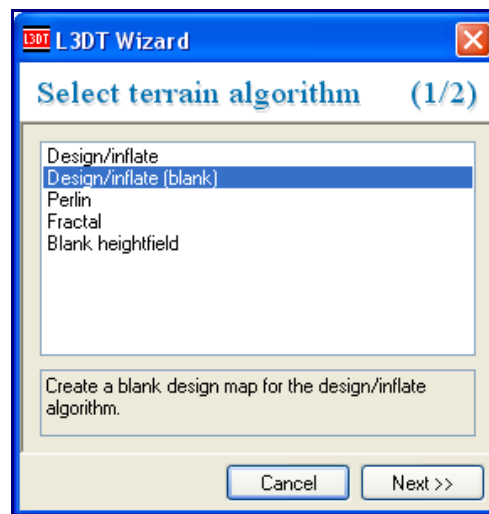 L3DT L3DT Wizard
Select terrain algorithm (1/2)
Design/inflate
Design/inflate (blank)
Perlin
Fractal
Blank heightfield
Create a blank design map for the design/inflate
algorithm.
Cancel Next >>